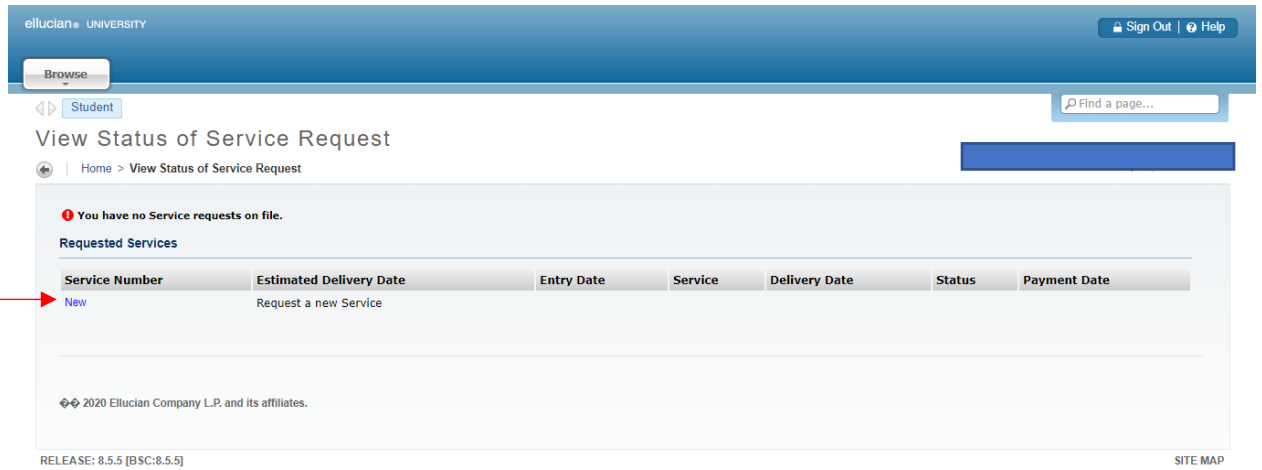 ellucian® UNIVERSITY
Sign Out | Help
Browse
Student
Find a page...
View Status of Service Request
Home > View Status of Service Request
You have no Service requests on file.
Requested Services
Service Number Estimated Delivery Date Entry Date Service Delivery Date Status Payment Date
New Request a new Service
�� 2020 Ellucian Company L.P. and its affiliates.
RELEASE: 8.5.5 [BSC:8.5.5] SITE MAP